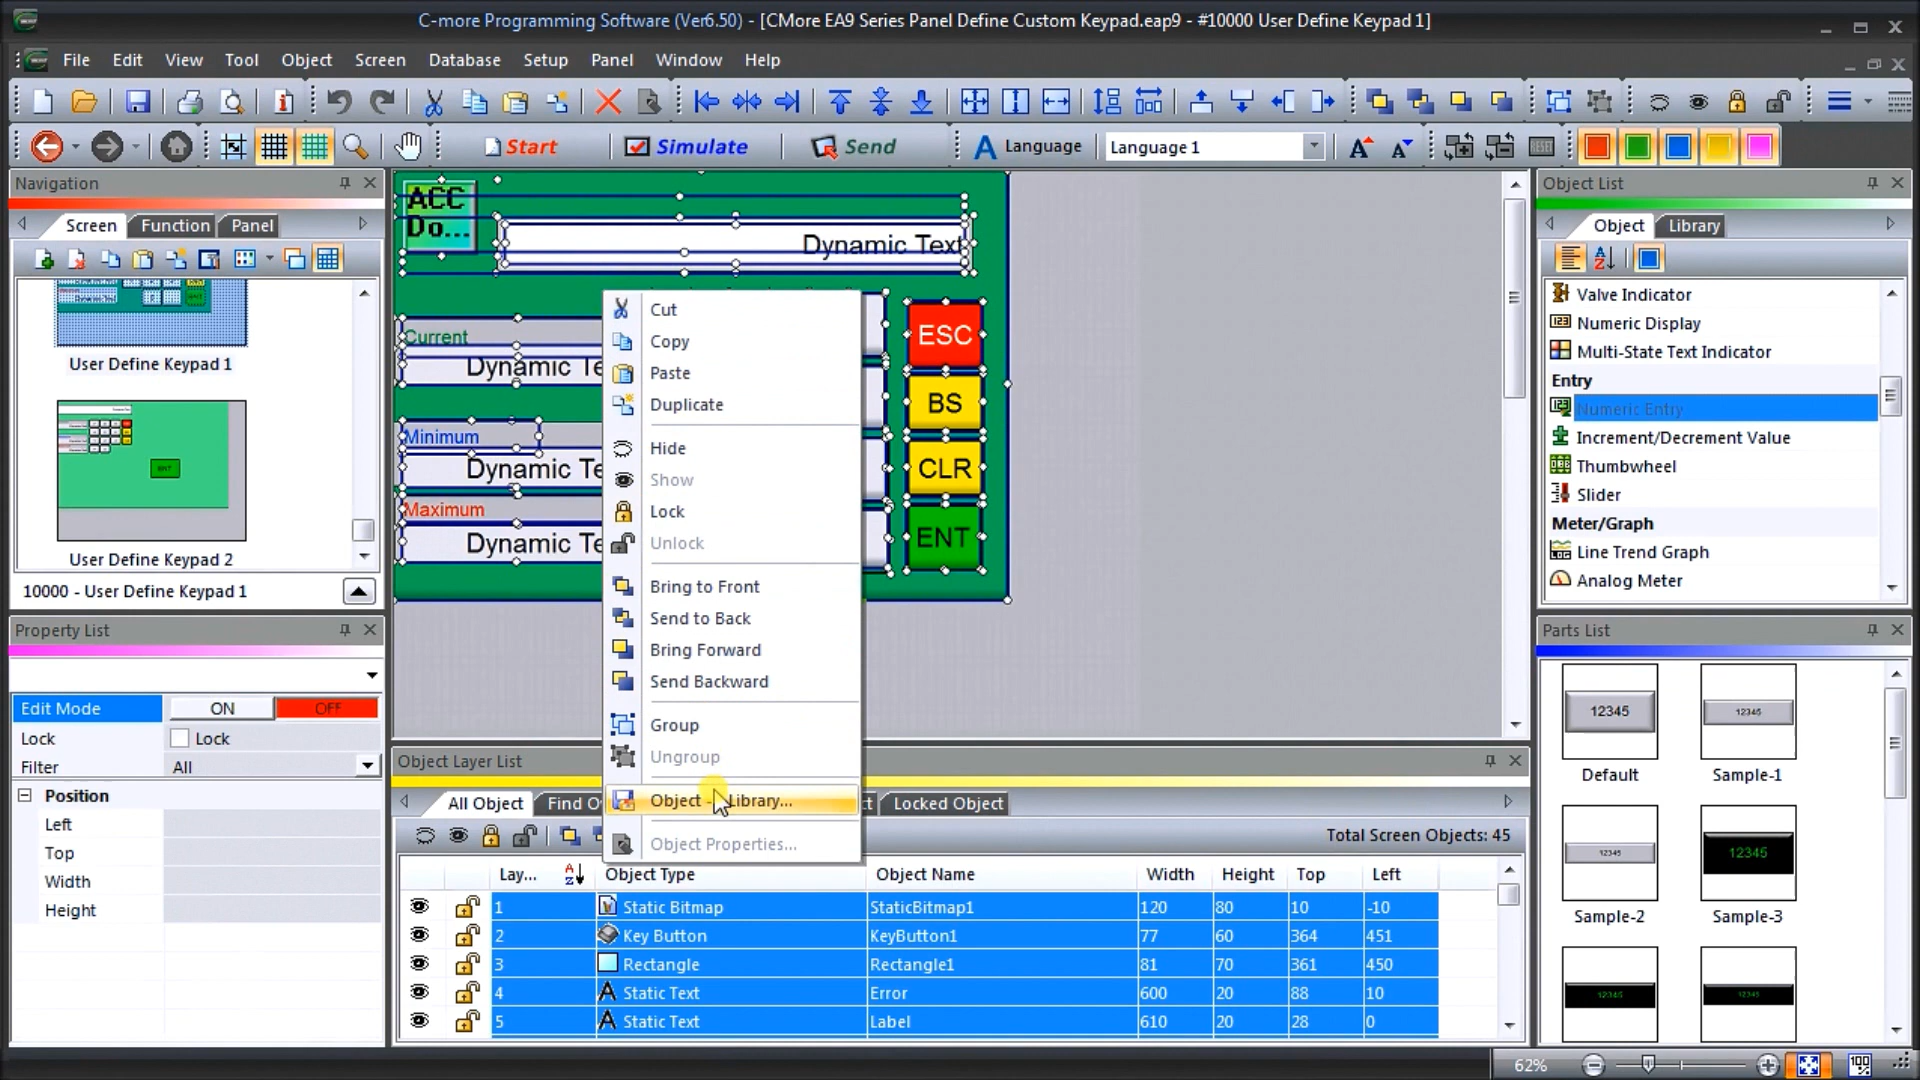 C-more Programming Software (Ver6.50) - [CMore EA9 Series Panel Define Custom Keypad.eap9 - #10000 User Define Keypad 1]
File Edit View Tool Object Screen Database Setup Panel Window Help
Start Simulate Send A Language Language 1
Navigation
Screen Function Panel
User Define Keypad 1
User Define Keypad 2
10000 - User Define Keypad 1
Property List
Edit Mode ON OFF
Lock Lock
Filter All
Position
Left
Top
Width
Height
ACC
Do...
Dynamic Text
Current
Dynamic Te
Minimum
Dynamic Te
Maximum
Dynamic Te
ESC
BS
CLR
ENT
Cut
Copy
Paste
Duplicate
Hide
Show
Lock
Unlock
Bring to Front
Send to Back
Bring Forward
Send Backward
Group
Ungroup
Object - Library...
Object Properties...
Object Layer List
All Object Find O ct Locked Object
Total Screen Objects: 45
Lay... Object Type Object Name Width Height Top Left
1 Static Bitmap StaticBitmap1 120 80 10 -10
2 Key Button KeyButton1 77 60 364 451
3 Rectangle Rectangle1 81 70 361 450
4 Static Text Error 600 20 88 10
5 Static Text Label 610 20 28 0
Object List
Object Library
Valve Indicator
Numeric Display
Multi-State Text Indicator
Entry
Numeric Entry
Increment/Decrement Value
Thumbwheel
Slider
Meter/Graph
Line Trend Graph
Analog Meter
Parts List
12345 12345
Default Sample-1
12345 12345
Sample-2 Sample-3
12345 12345
62%